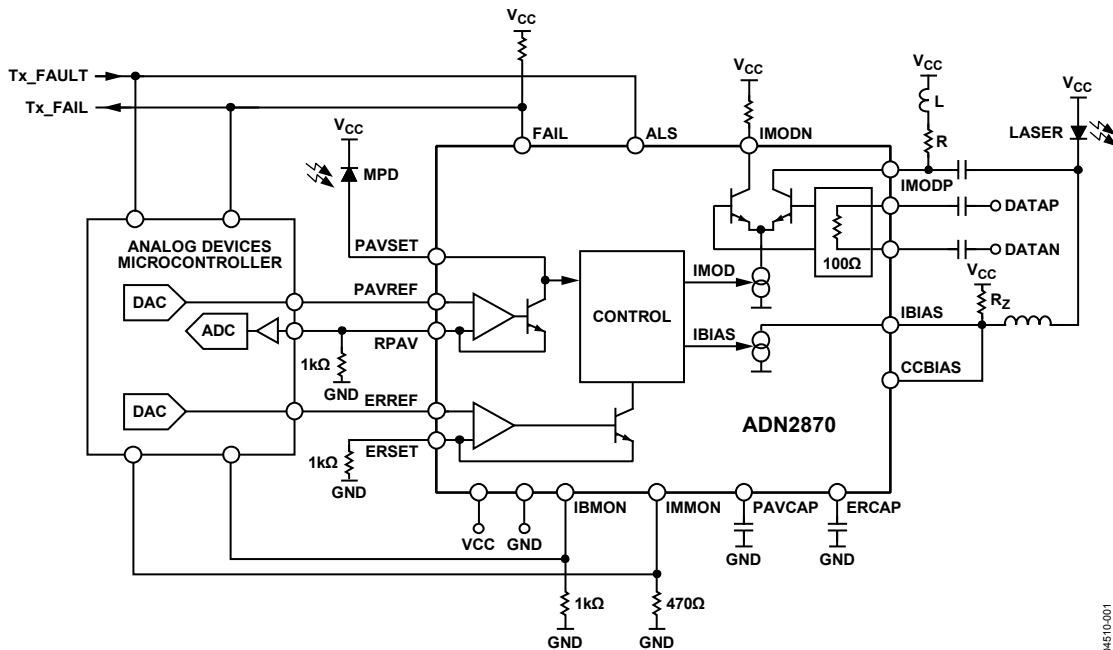 VCC
VCC
VCC
VCC
Tx_FAULT
Tx_FAIL
L
R
LASER
VCC
FAIL
ALS
IMODN
MPD
IMODP
DATAP
DATAN
100Ω
ANALOG DEVICES
MICROCONTROLLER
PAVSET
DAC
PAVREF
ADC
RPAV
1kΩ
GND
CONTROL
IMOD
IBIAS
VCC
RZ
IBIAS
CCBIAS
DAC
ERREF
ERSET
1kΩ
GND
ADN2870
IBMON
IMMON
PAVCAP
ERCAP
VCC
GND
GND
GND
1kΩ
470Ω
GND
GND
04510-001